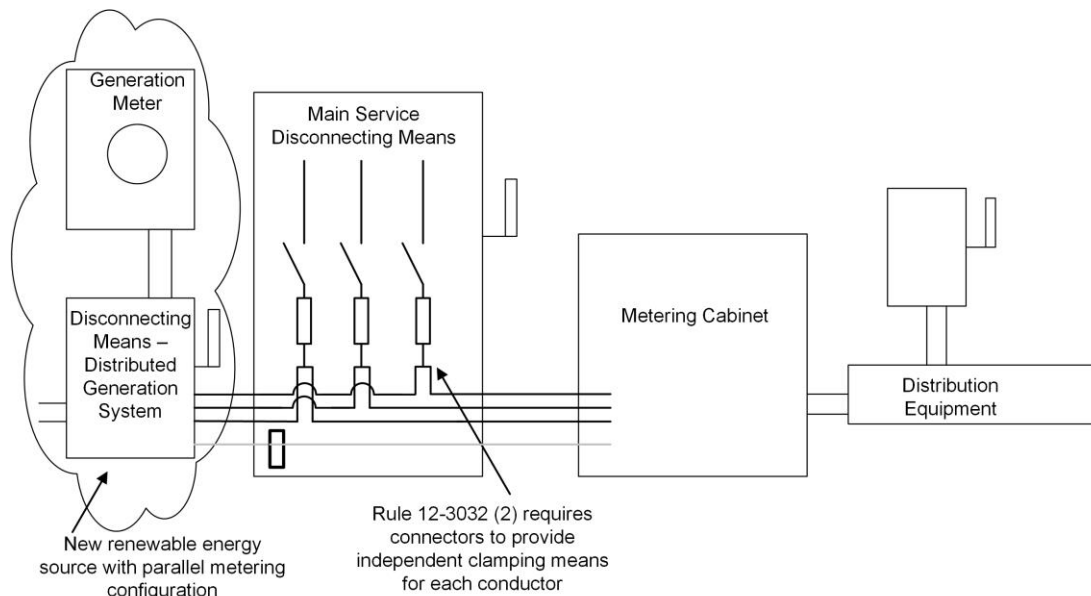 Generation
Meter
Main Service
Disconnecting Means
Disconnecting
Means –
Distributed
Generation
System
Metering Cabinet
Distribution
Equipment
New renewable energy
source with parallel metering
configuration
Rule 12-3032 (2) requires
connectors to provide
independent clamping means
for each conductor